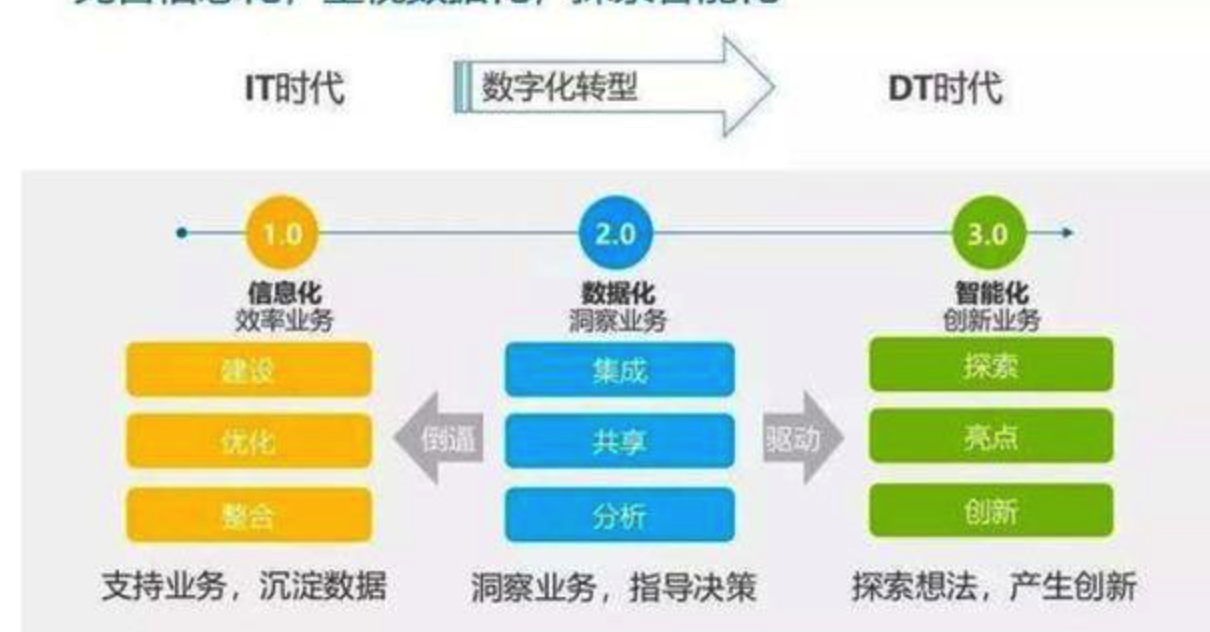 IT时代
数字化转型
DT时代
1.0
2.0
3.0
信息化
效率业务
数据化
洞察业务
智能化
创新业务
建设
集成
探索
优化
倒逼
共享
驱动
亮点
整合
分析
创新
支持业务，沉淀数据
洞察业务，指导决策
探索想法，产生创新